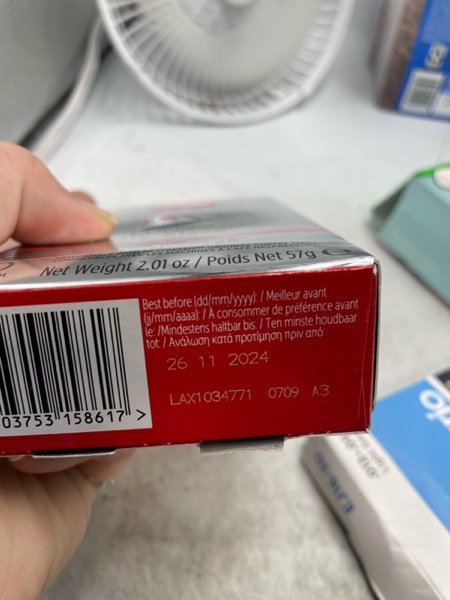 Net Weight 2.01 oz / Poids Net 57g e
Best before (dd/mm/yyyy): / Meilleur avant
(jj/mm/aaaa): / À consommer de préférence avant
le: /Mindestens haltbar bis: / Ten minste houdbaar
tot: / Ανάλωση κατά προτίμηση πριν από:
26 11 2024
LAX1034771 0709 A3
03753 158617 >